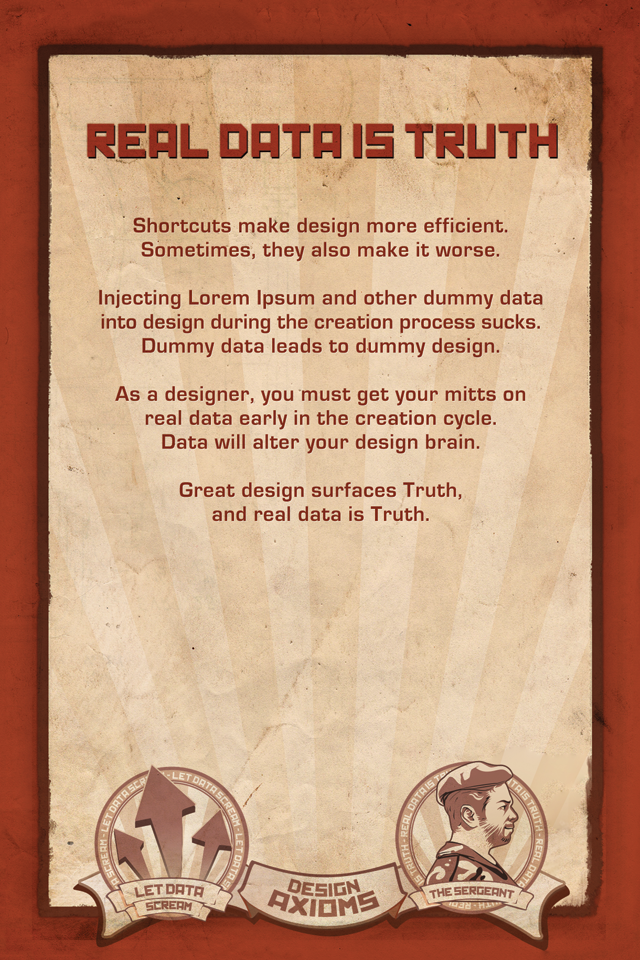 REAL DATA IS TRUTH
Shortcuts make design more efficient.
Sometimes, they also make it worse.
Injecting Lorem Ipsum and other dummy data
into design during the creation process sucks.
Dummy data leads to dummy design.
As a designer, you must get your mitts on
real data early in the creation cycle.
Data will alter your design brain.
Great design surfaces Truth,
and real data is Truth.
SCREAM · LET DATA SCREAM · LET DATA SCREAM · LET DATA
LET DATA
SCREAM
DESIGN
AXIOMS
TRUTH · REAL DATA IS TRUTH · REAL
THE SERGEANT